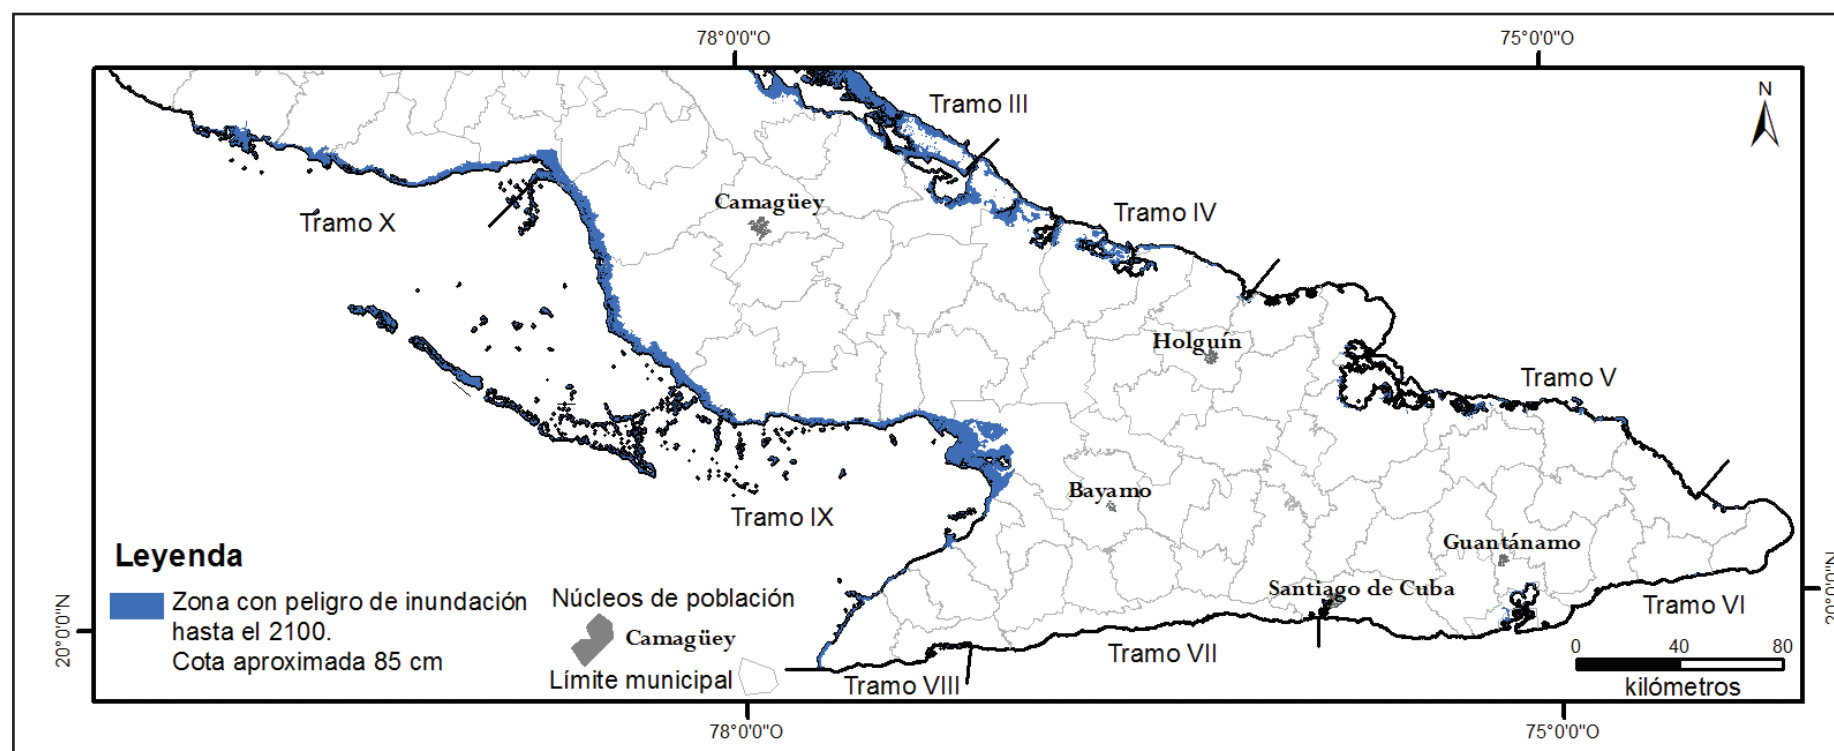 78°0'0"O
75°0'0"O
N
Tramo III
Camagüey
Tramo IV
Tramo X
Holguín
Tramo V
Bayamo
Tramo IX
Guantánamo
Santiago de Cuba
Tramo VI
Tramo VII
Tramo VIII
Leyenda
Zona con peligro de inundación
hasta el 2100.
Cota aproximada 85 cm
Núcleos de población
Camagüey
Límite municipal
0 40 80
kilómetros
20°0'0"N
20°0'0"N
78°0'0"O
75°0'0"O